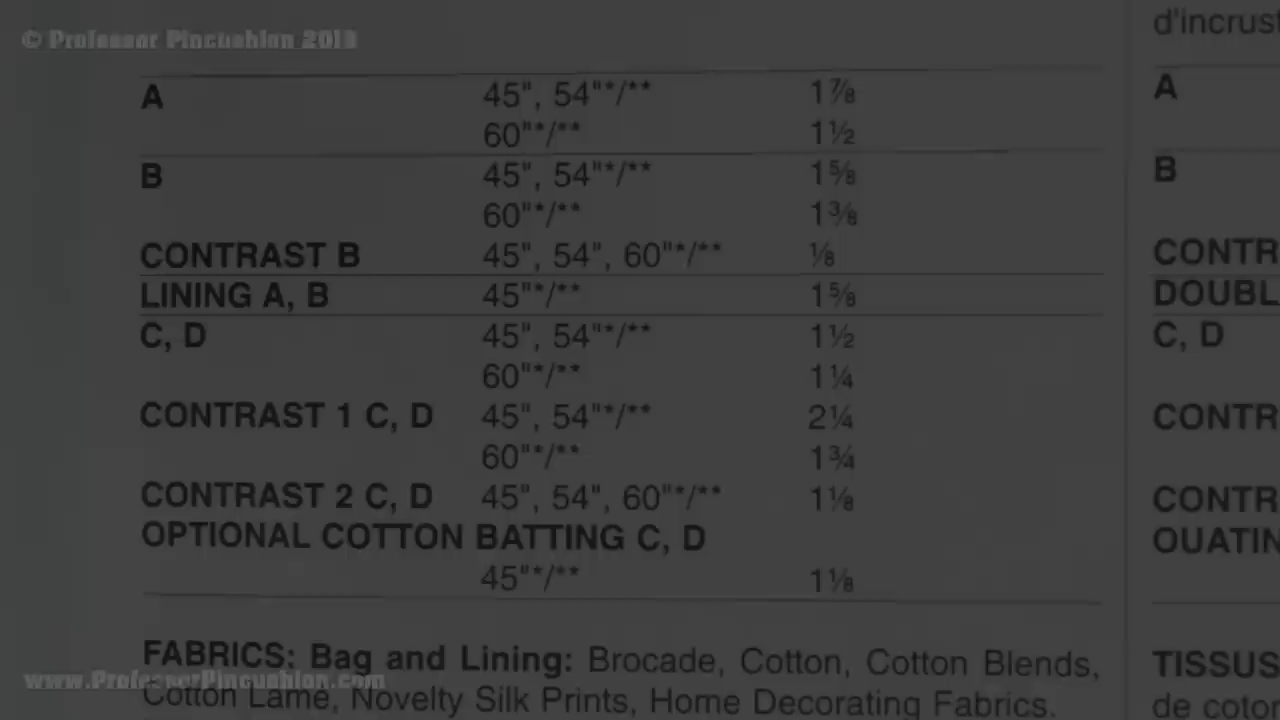 © Professor Pincushion 2013
d'incrust
A 45", 54"*/** 1⅞
60"*/** 1½
B 45", 54"*/** 1⅝
60"*/** 1⅜
CONTRAST B 45", 54", 60"*/** ⅛
LINING A, B 45"*/** 1⅝
C, D 45", 54"*/** 1½
60"*/** 1¼
CONTRAST 1 C, D 45", 54"*/** 2¼
60"*/** 1¾
CONTRAST 2 C, D 45", 54", 60"*/** 1⅛
OPTIONAL COTTON BATTING C, D
45"*/** 1⅛
FABRICS: Bag and Lining: Brocade, Cotton, Cotton Blends,
Cotton Lame, Novelty Silk Prints, Home Decorating Fabrics.
A
B
CONTR
DOUBL
C, D
CONTR
CONTR
OUATIN
TISSUS
de coton
www.ProfessorPincushion.com